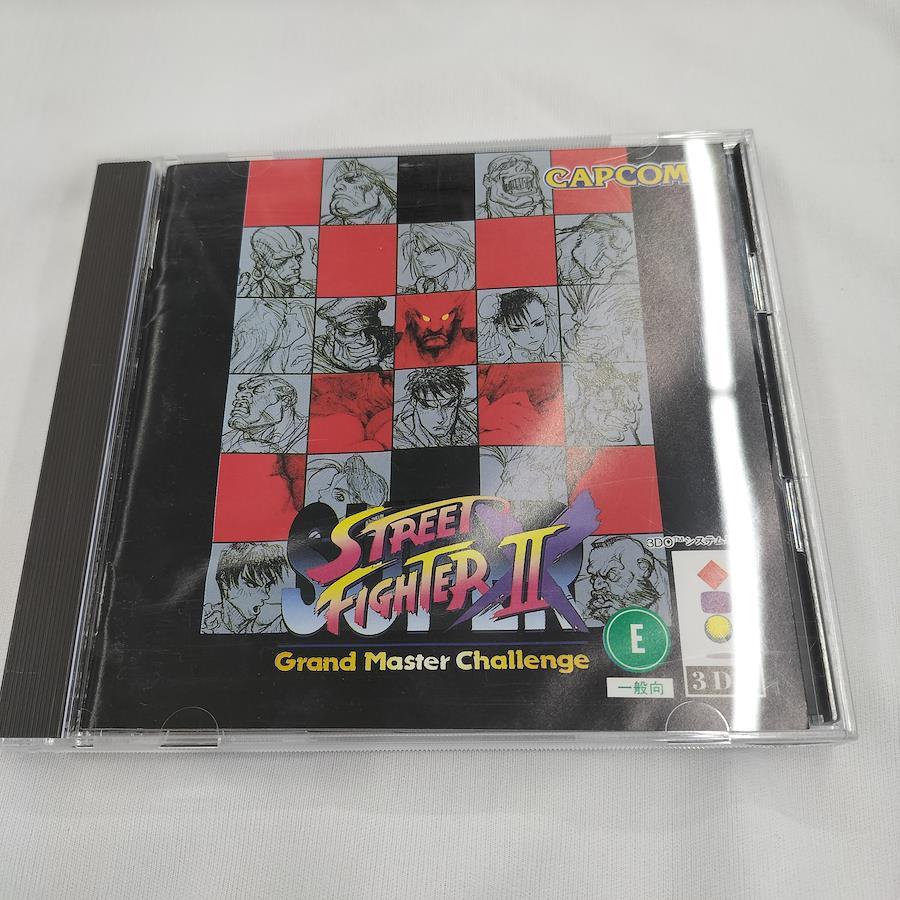 CAPCOM
SUPER
STREET
FIGHTER II X
Grand Master Challenge
3DO™システム
E
一般向
3D